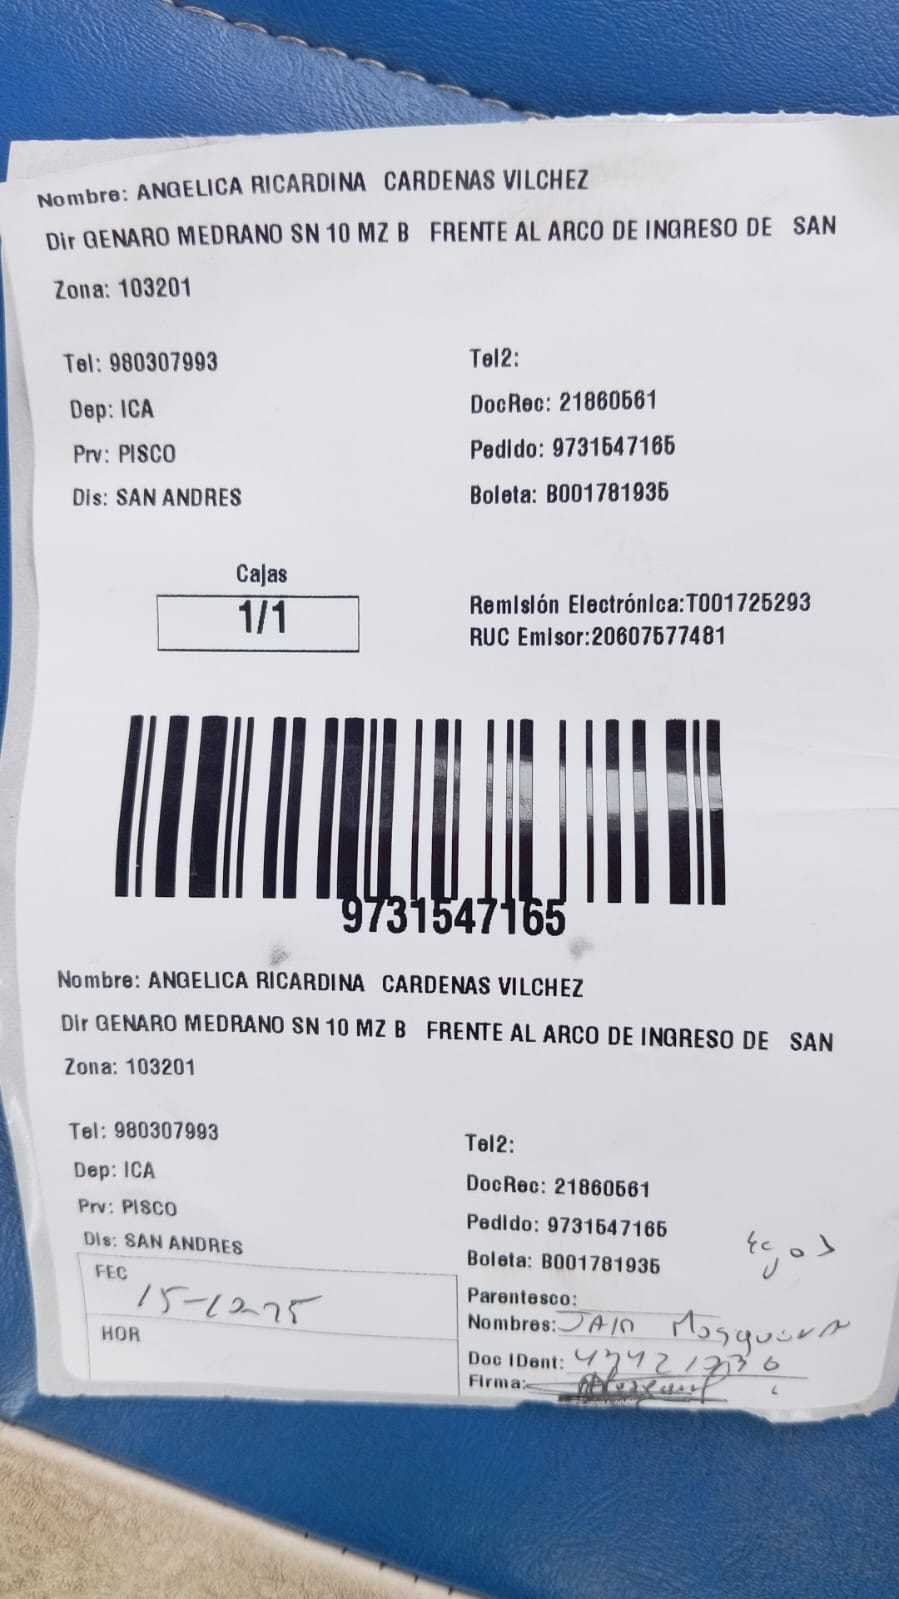 Nombre: ANGELICA RICARDINA CARDENAS VILCHEZ
Dir GENARO MEDRANO SN 10 MZ B FRENTE AL ARCO DE INGRESO DE SAN
Zona: 103201
Tel: 980307993 Tel2:
Dep: ICA DocRec: 21860561
Prv: PISCO Pedido: 9731547165
Dis: SAN ANDRES Boleta: B001781935
Cajas
1/1
Remisión Electrónica:T001725293
RUC Emisor:20607577481
9731547165
Nombre: ANGELICA RICARDINA CARDENAS VILCHEZ
Dir GENARO MEDRANO SN 10 MZ B FRENTE AL ARCO DE INGRESO DE SAN
Zona: 103201
Tel: 980307993 Tel2:
Dep: ICA DocRec: 21860561
Prv: PISCO Pedido: 9731547165
Dis: SAN ANDRES Boleta: B001781935
FEC
15-12-25
HOR
Parentesco:
Nombres: Mosquera
Doc IDent:
Firma: